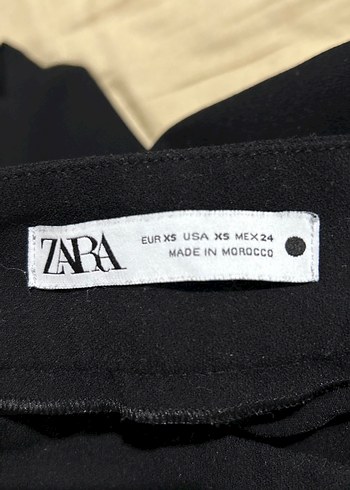 ZARA
EUR XS USA XS MEX 24
MADE IN MOROCCO